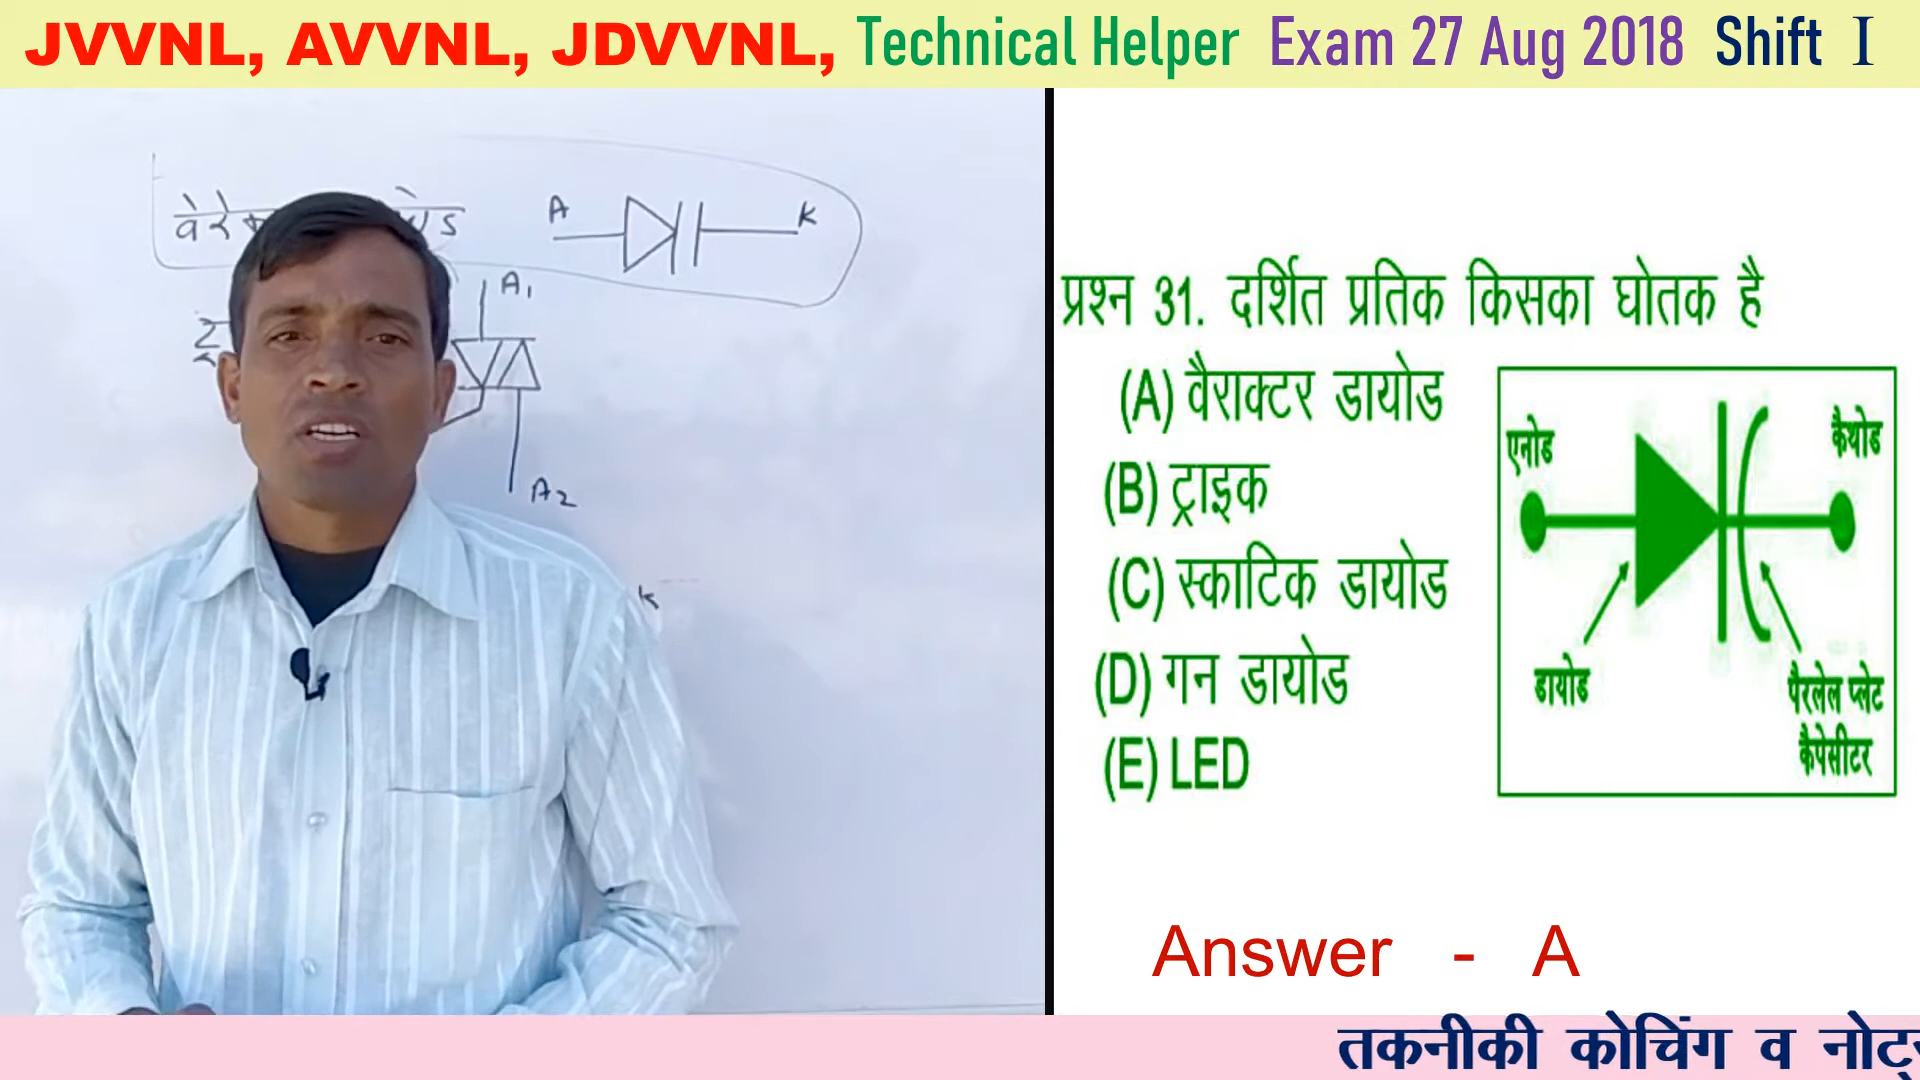 JVVNL, AVVNL, JDVVNL, Technical Helper Exam 27 Aug 2018 Shift I
A
K
A1
A2
K
प्रश्न 31. दर्शित प्रतिक किसका घोतक है
(A) वैराक्टर डायोड
(B) ट्राइक
(C) स्काटिक डायोड
(D) गन डायोड
(E) LED
एनोड
कैथोड
डायोड
पैरलेल प्लेट
कैपेसीटर
Answer - A
तकनीकी कोचिंग व